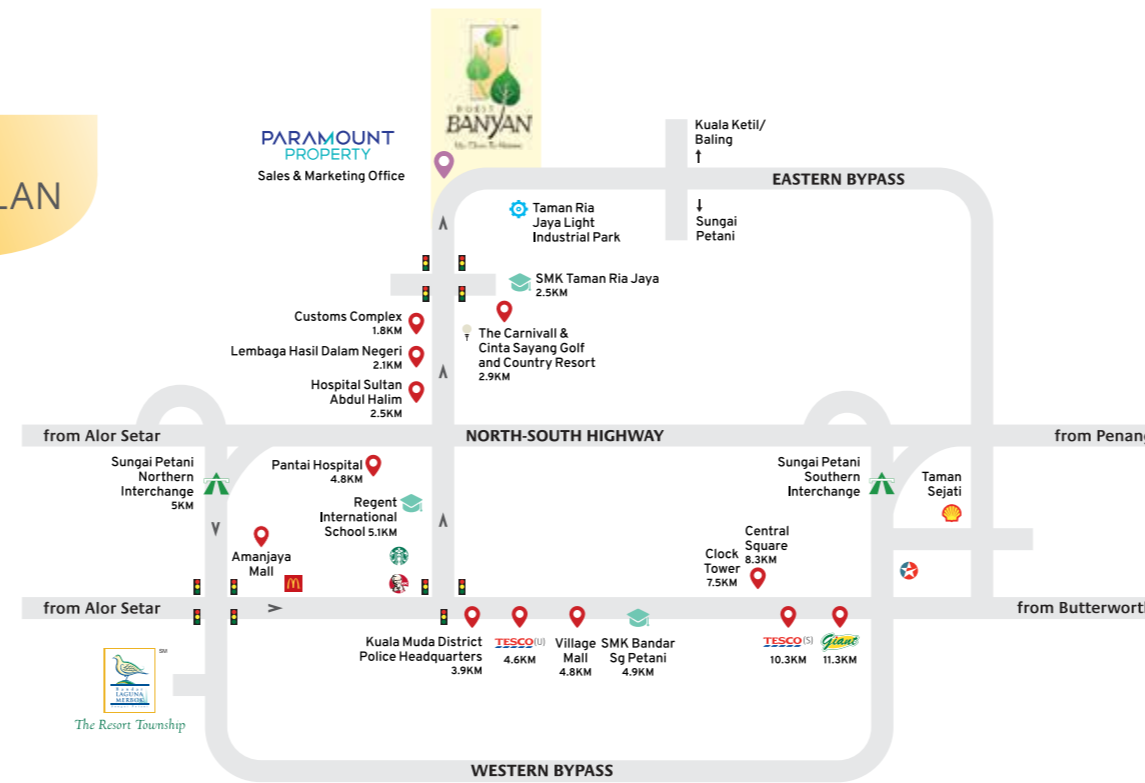 LAN
PARAMOUNT
PROPERTY
Sales & Marketing Office
BANYAN
Kuala Ketil/
Baling
EASTERN BYPASS
Sungai
Petani
Taman Ria
Jaya Light
Industrial Park
SMK Taman Ria Jaya
2.5KM
Customs Complex
1.8KM
Lembaga Hasil Dalam Negeri
2.1KM
Hospital Sultan
Abdul Halim
2.5KM
The Carnivall &
Cinta Sayang Golf
and Country Resort
2.9KM
from Alor Setar
NORTH-SOUTH HIGHWAY
from Penang
Sungai Petani
Northern
Interchange
5KM
Pantai Hospital
4.8KM
Regent
International
School 5.1KM
Sungai Petani
Southern
Interchange
Taman
Sejati
Amanjaya
Mall
Central
Square
8.3KM
Clock
Tower
7.5KM
from Alor Setar
from Butterworth
Kuala Muda District
Police Headquarters
3.9KM
TESCO(U)
4.6KM
Village
Mall
4.8KM
SMK Bandar
Sg Petani
4.9KM
TESCO(S)
10.3KM
Giant
11.3KM
SM
Bandar
LAGUNA
MERBOK
The Resort Township
WESTERN BYPASS